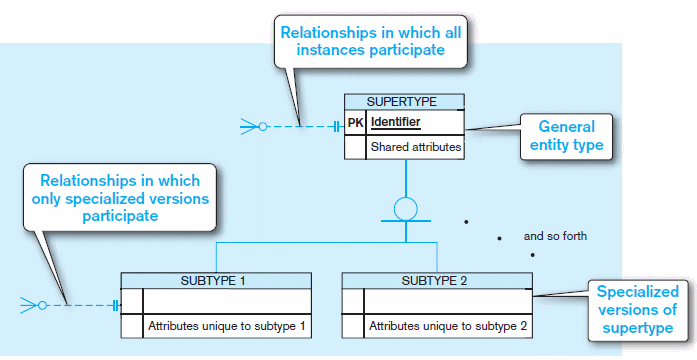 Relationships in which all
instances participate
SUPERTYPE
PK Identifier
Shared attributes
General
entity type
Relationships in which
only specialized versions
participate
and so forth
SUBTYPE 1
Attributes unique to subtype 1
SUBTYPE 2
Attributes unique to subtype 2
Specialized
versions of
supertype